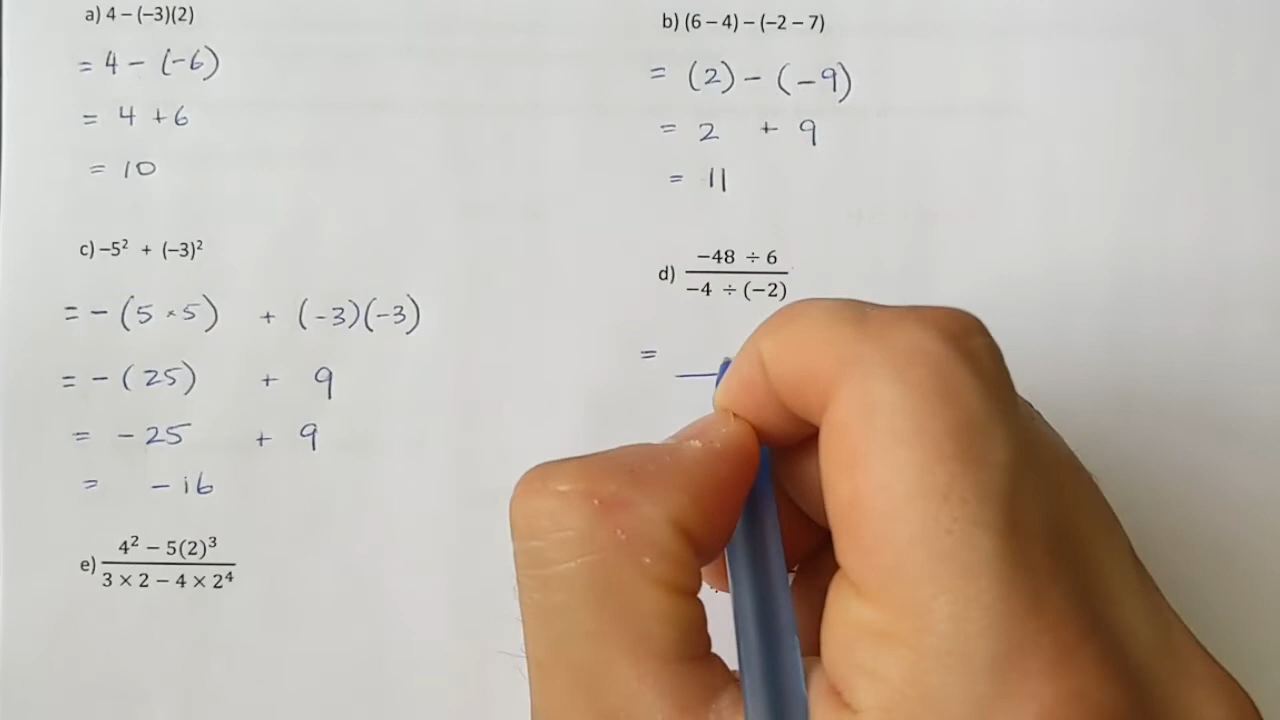 a) 4 – (–3)(2)
= 4 – (-6)
= 4 + 6
= 10
b) (6 – 4) – (–2 – 7)
= (2) – (-9)
= 2 + 9
= 11
c) –5² + (–3)²
= – (5 × 5) + (-3)(-3)
= – (25) + 9
= -25 + 9
= -16
d) −48 ÷ 6
−4 ÷ (−2)
=
e) 4² − 5(2)³
3 × 2 − 4 × 2⁴